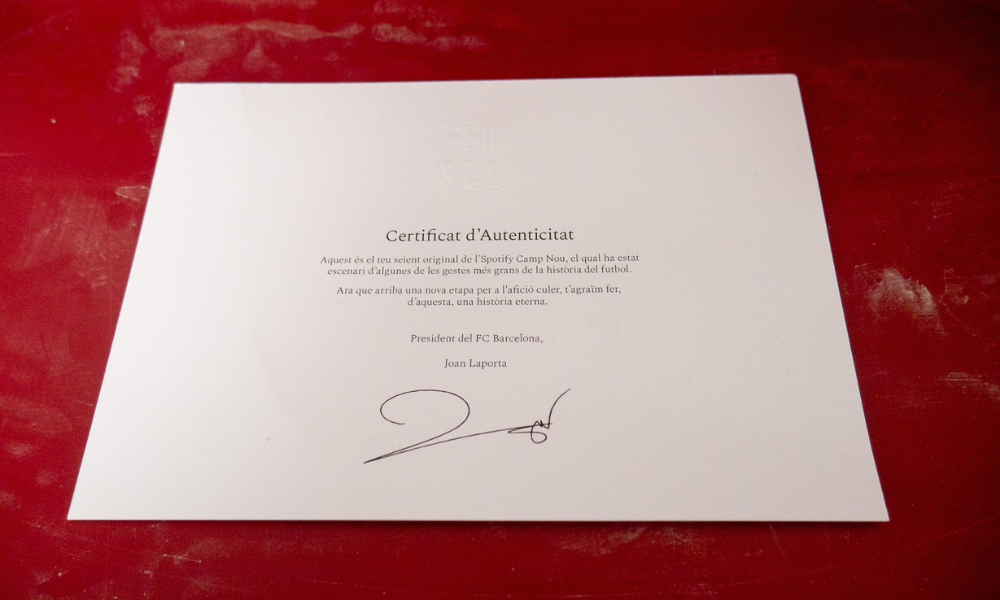 Certificat d'Autenticitat
Aquest és el teu seient original de l'Spotify Camp Nou, el qual ha estat
escenari d'algunes de les gestes més grans de la història del futbol.
Ara que arriba una nova etapa per a l'afició culer, t'agraïm fer,
d'aquesta, una història eterna.
President del FC Barcelona,
Joan Laporta